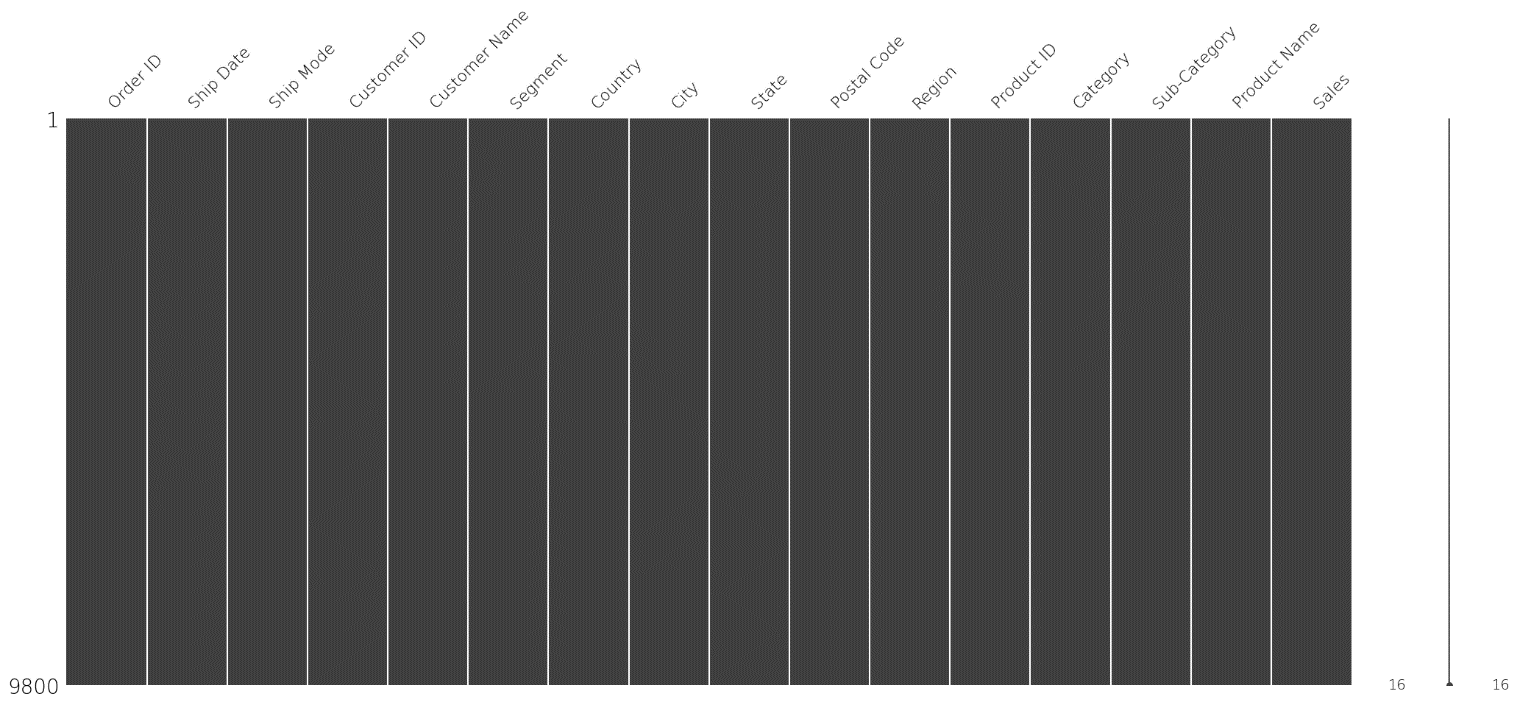 Order ID
Ship Date
Ship Mode
Customer ID
Customer Name
Segment
Country
City
State
Postal Code
Region
Product ID
Category
Sub-Category
Product Name
Sales
1
9800
16
16